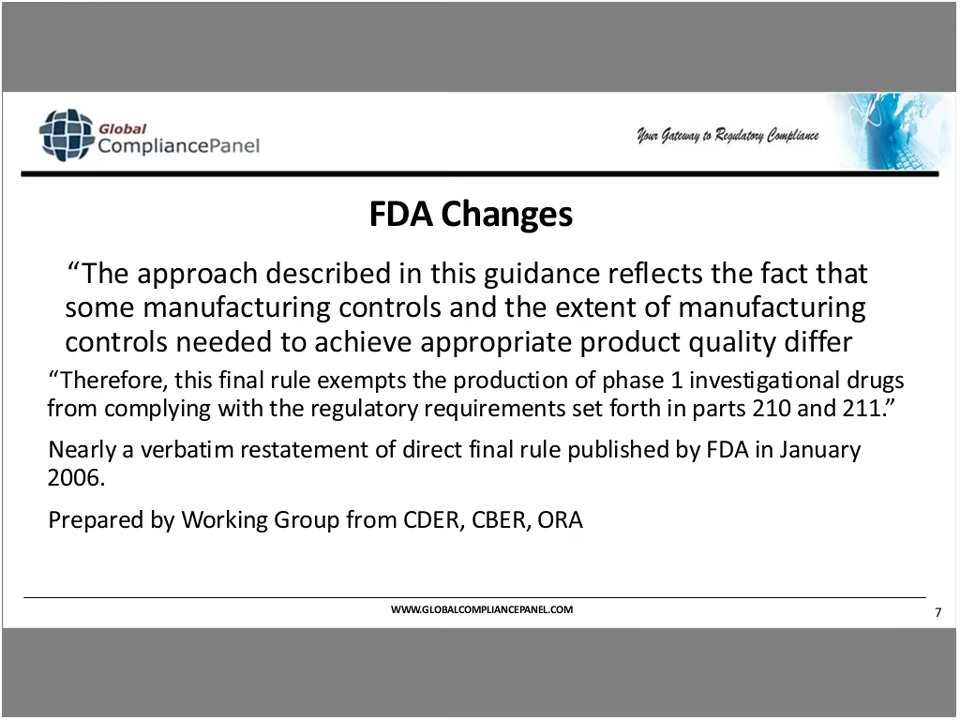 Global
CompliancePanel
Your Gateway to Regulatory Compliance
FDA Changes
“The approach described in this guidance reflects the fact that
some manufacturing controls and the extent of manufacturing
controls needed to achieve appropriate product quality differ
“Therefore, this final rule exempts the production of phase 1 investigational drugs
from complying with the regulatory requirements set forth in parts 210 and 211.”
Nearly a verbatim restatement of direct final rule published by FDA in January
2006.
Prepared by Working Group from CDER, CBER, ORA
WWW.GLOBALCOMPLIANCEPANEL.COM
7